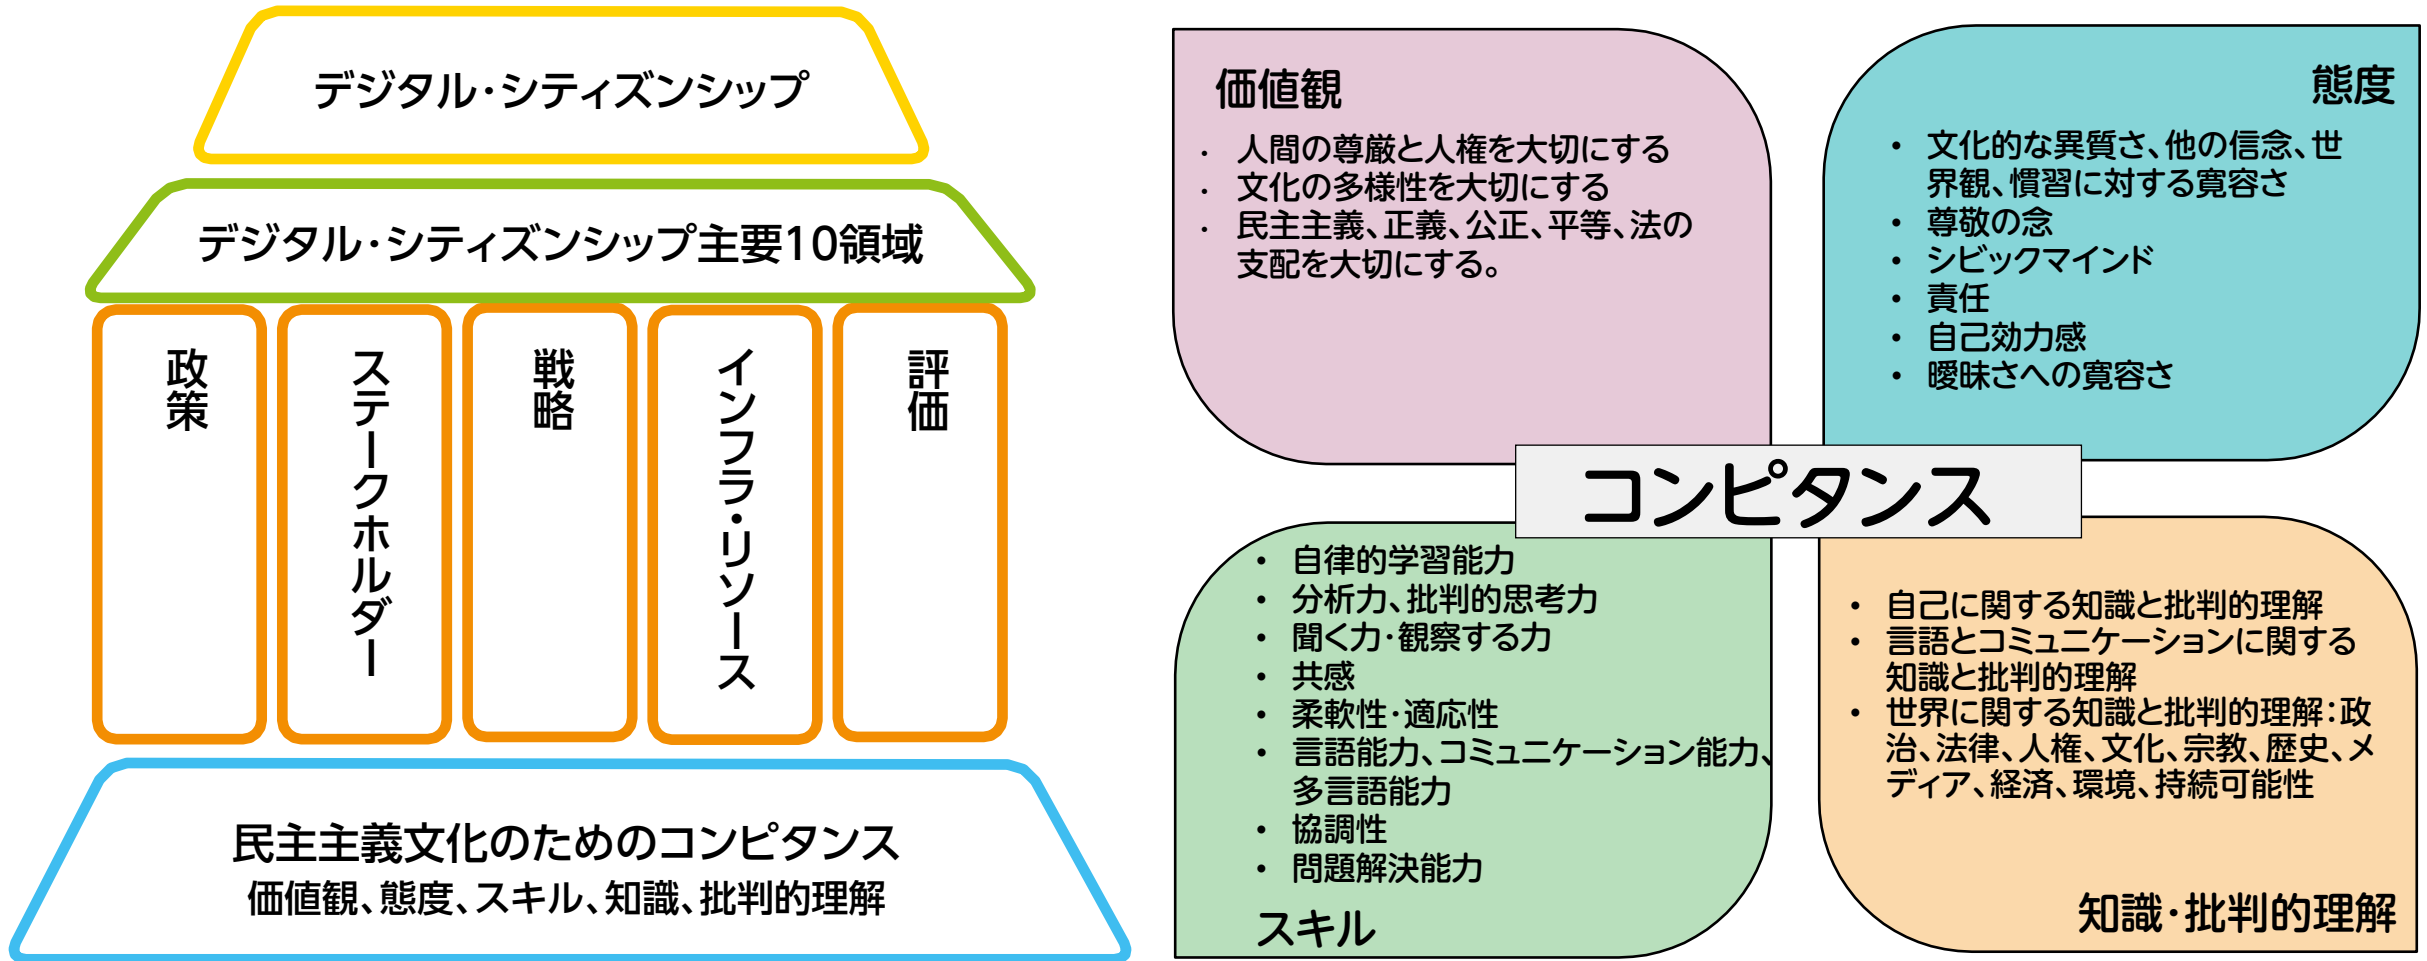 デジタル・シティズンシップ
デジタル・シティズンシップ主要10領域
政策
ステークホルダー
戦略
インフラ・リソース
評価
民主主義文化のためのコンピタンス
価値観、態度、スキル、知識、批判的理解
価値観
・ 人間の尊厳と人権を大切にする
・ 文化の多様性を大切にする
・ 民主主義、正義、公正、平等、法の
支配を大切にする。
態度
・ 文化的な異質さ、他の信念、世
界観、慣習に対する寛容さ
・ 尊敬の念
・ シビックマインド
・ 責任
・ 自己効力感
・ 曖昧さへの寛容さ
コンピタンス
・ 自律的学習能力
・ 分析力、批判的思考力
・ 聞く力・観察する力
・ 共感
・ 柔軟性・適応性
・ 言語能力、コミュニケーション能力、
多言語能力
・ 協調性
・ 問題解決能力
スキル
・ 自己に関する知識と批判的理解
・ 言語とコミュニケーションに関する
知識と批判的理解
・ 世界に関する知識と批判的理解：政
治、法律、人権、文化、宗教、歴史、メ
ディア、経済、環境、持続可能性
知識・批判的理解